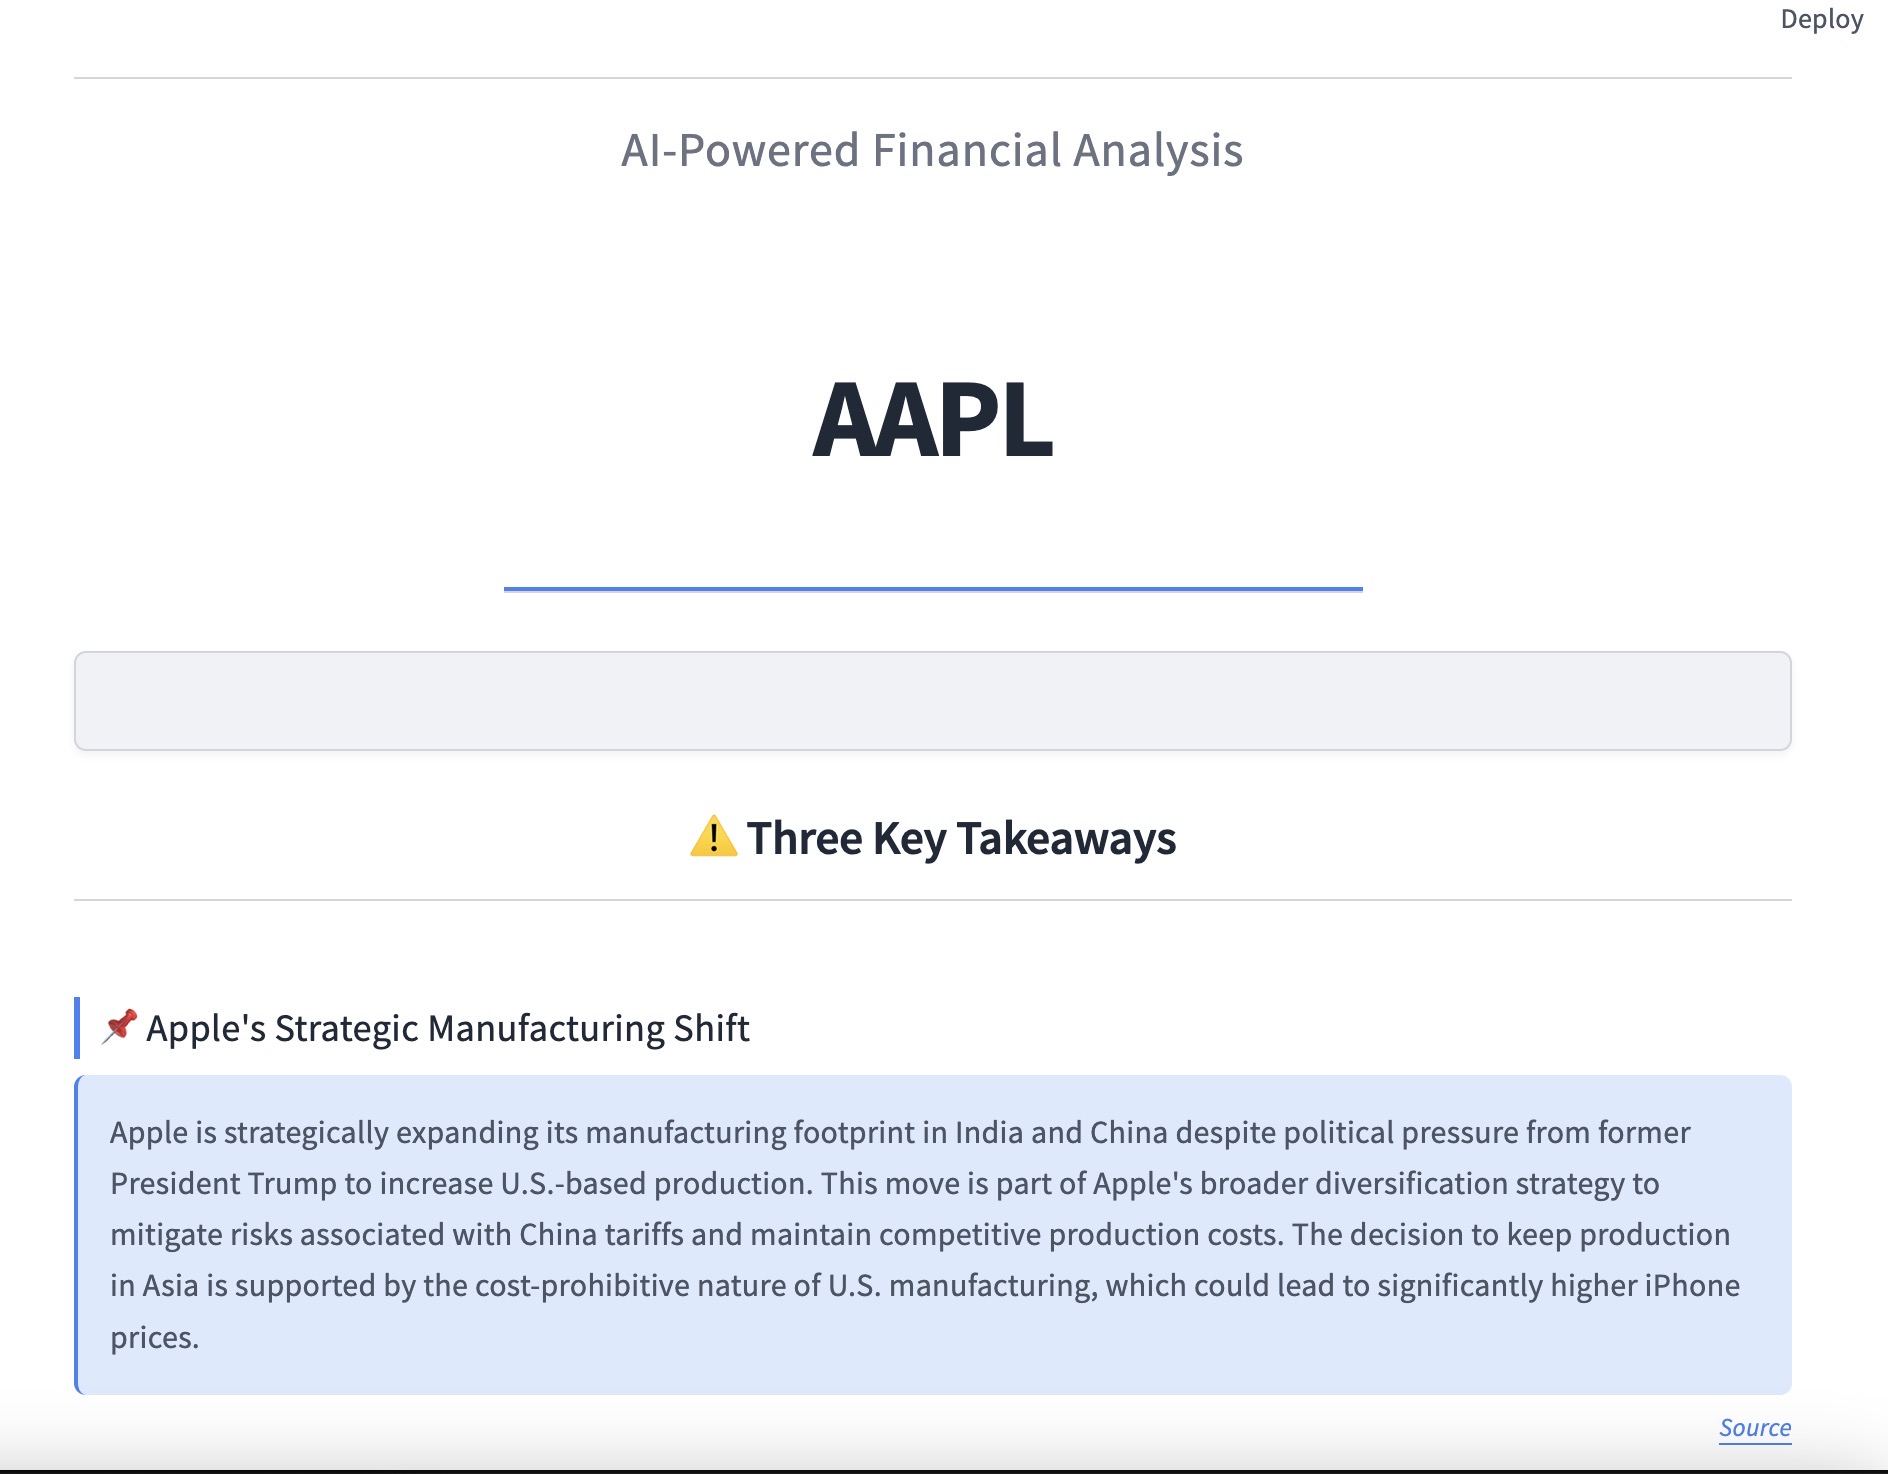 Deploy
AI-Powered Financial Analysis
AAPL
⚠️ Three Key Takeaways
📌 Apple's Strategic Manufacturing Shift
Apple is strategically expanding its manufacturing footprint in India and China despite political pressure from former
President Trump to increase U.S.-based production. This move is part of Apple's broader diversification strategy to
mitigate risks associated with China tariffs and maintain competitive production costs. The decision to keep production
in Asia is supported by the cost-prohibitive nature of U.S. manufacturing, which could lead to significantly higher iPhone
prices.
Source